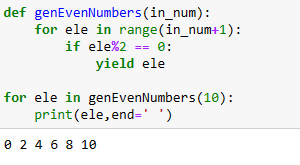 def genEvenNumbers(in_num):
    for ele in range(in_num+1):
        if ele%2 == 0:
            yield ele

for ele in genEvenNumbers(10):
    print(ele,end=' ')
0 2 4 6 8 10